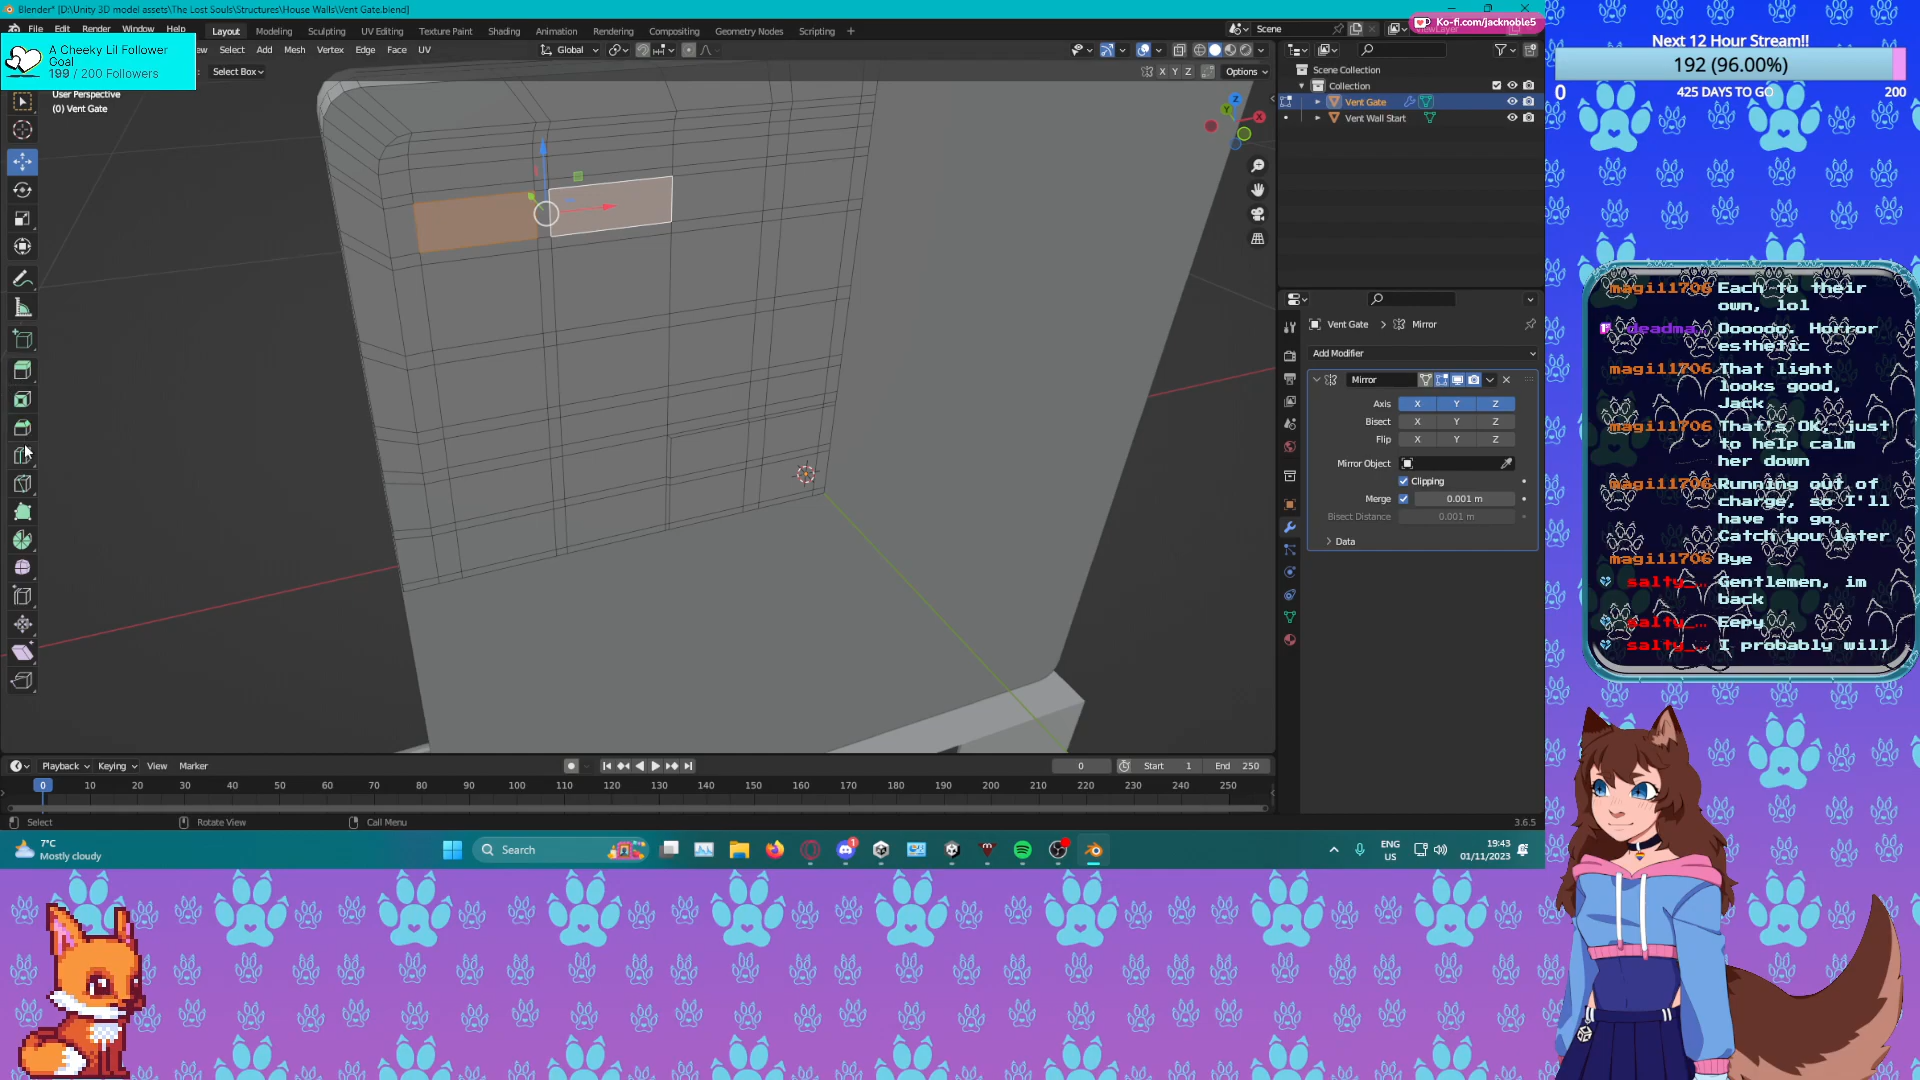 Blender* [D:\Unity 3D model assets\The Lost Souls\Structures\House Walls\Vent Gate.blend]
File Edit Render Window Help Layout Modeling Sculpting UV Editing Texture Paint Shading Animation Rendering Compositing Geometry Nodes Scripting + Scene
Ko-fi.com/jacknoble5
A Cheeky Lil Follower Goal
199 / 200 Followers
Select Add Mesh Vertex Edge Face UV Global
Select Box
X Y Z Options
User Perspective
(0) Vent Gate
Scene Collection
Collection
Vent Gate
Vent Wall Start
Vent Gate > Mirror
Add Modifier
Mirror
Axis X Y Z
Bisect X Y Z
Flip X Y Z
Mirror Object
Clipping
Merge 0.001 m
Bisect Distance 0.001 m
Data
Playback Keying View Marker 0 Start 1 End 250
0 10 20 30 40 50 60 70 80 90 100 110 120 130 140 150 160 170 180 190 200 210 220 230 240 250
Select Rotate View Call Menu 3.6.5
7°C
Mostly cloudy
Search
ENG
US
19:43
01/11/2023
Next 12 Hour Stream!!
192 (96.00%)
0 425 DAYS TO GO 200
magi11706 Each to their
own, lol
deadma... Oooooo, Horror
esthetic
magi11706 That light
looks good,
Jack
magi11706 That's OK, just
to help calm
her down
magi11706 Running out of
charge, so I'll
have to go.
Catch you later
magi11706 Bye
salty_... Gentlemen, im
back
salty_... Eepy
salty_... I probably will